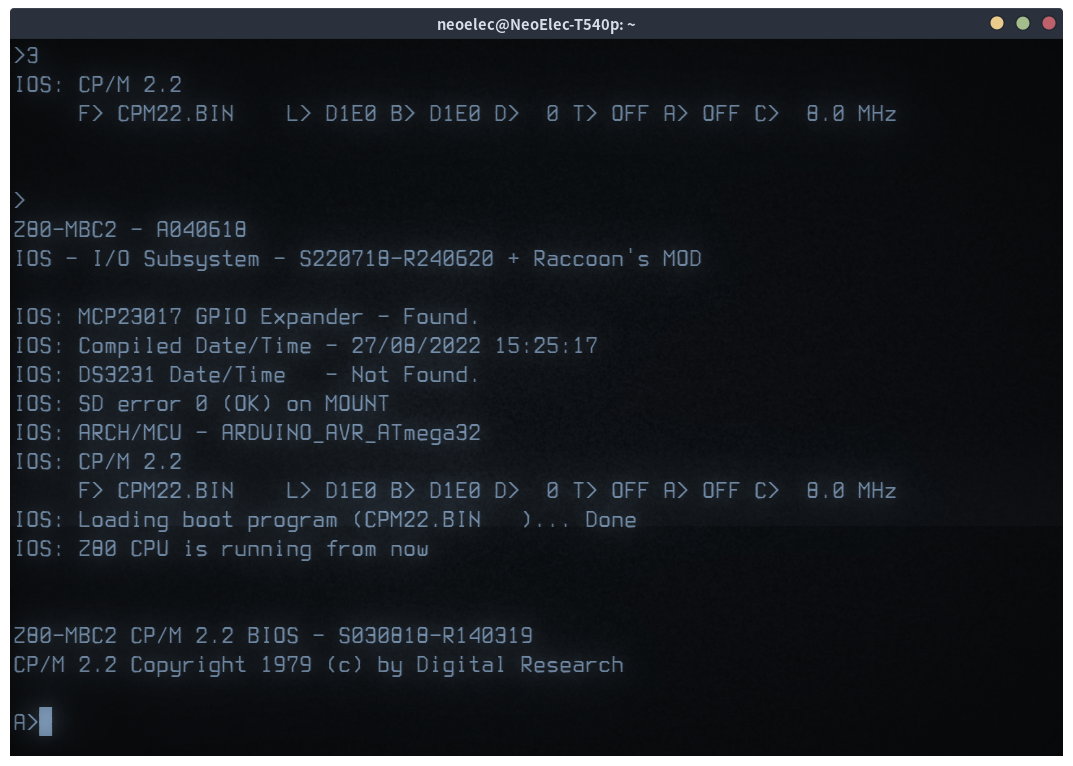 neoelec@NeoElec-T540p: ~
>3
IOS: CP/M 2.2
     F> CPM22.BIN    L> D1E0 B> D1E0 D>  0 T> OFF A> OFF C>  8.0 MHz
>
Z80-MBC2 - A040618
IOS - I/O Subsystem - S220718-R240620 + Raccoon's MOD
IOS: MCP23017 GPIO Expander - Found.
IOS: Compiled Date/Time - 27/08/2022 15:25:17
IOS: DS3231 Date/Time   - Not Found.
IOS: SD error 0 (OK) on MOUNT
IOS: ARCH/MCU - ARDUINO_AVR_ATmega32
IOS: CP/M 2.2
     F> CPM22.BIN    L> D1E0 B> D1E0 D>  0 T> OFF A> OFF C>  8.0 MHz
IOS: Loading boot program (CPM22.BIN   )... Done
IOS: Z80 CPU is running from now
Z80-MBC2 CP/M 2.2 BIOS - S030818-R140319
CP/M 2.2 Copyright 1979 (c) by Digital Research
A>